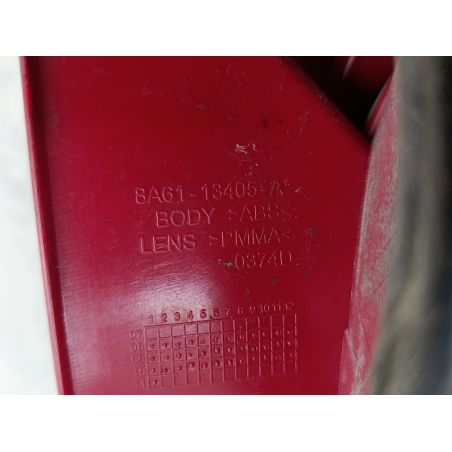 8A61-13405-A
BODY >ABS<
LENS >PMMA<
0374D
1 2 3 4 5 6 7 8 9 10 11 12